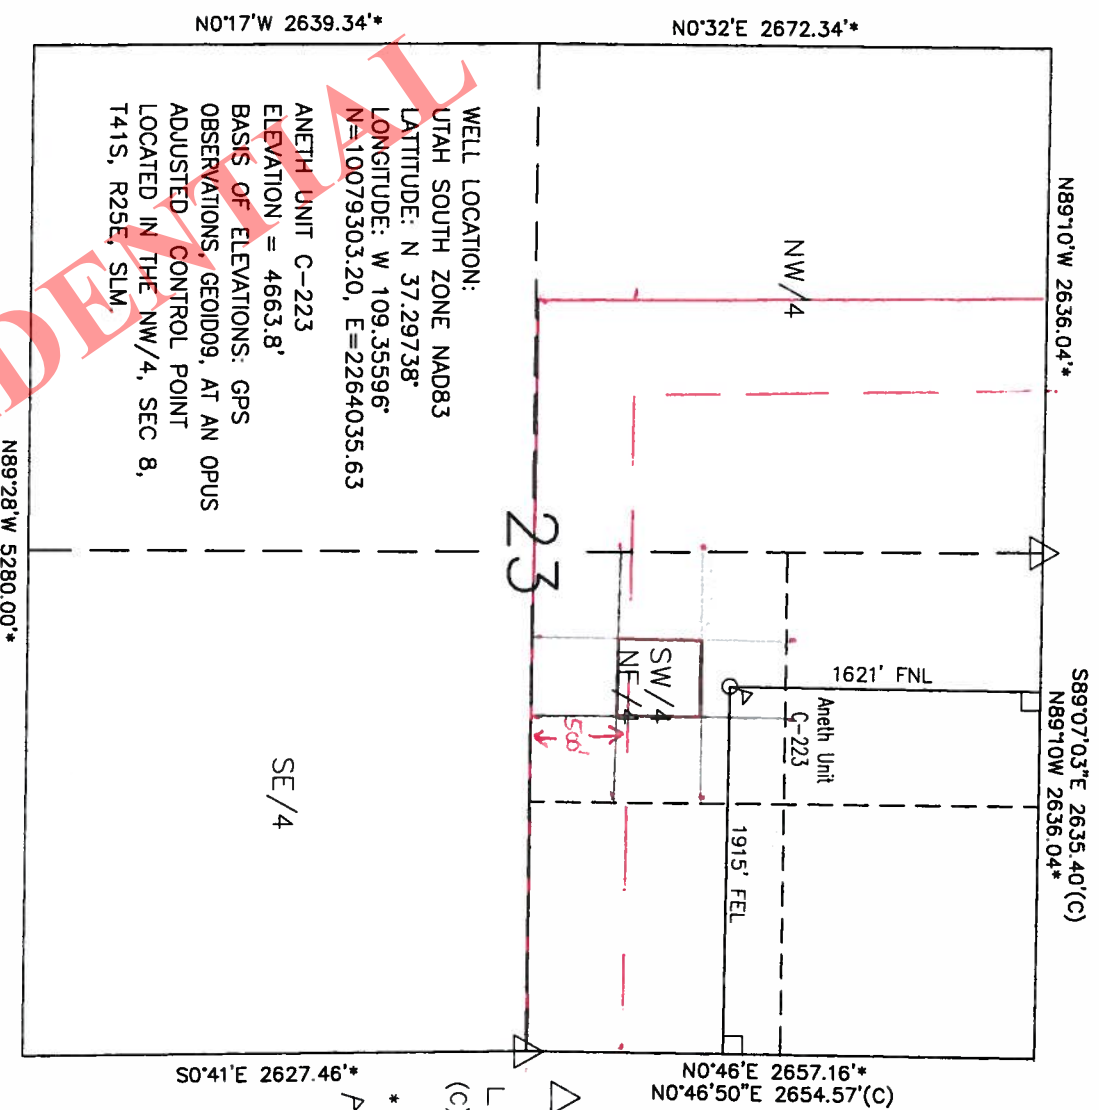 N0°17'W 2639.34'*
N0°32'E 2672.34'*
N89°10'W 2636.04'*
S89°07'03"E 2635.40'(C)
N89°10W 2636.04*
NW/4
WELL LOCATION:
UTAH SOUTH ZONE NAD83
LATTITUDE: N 37.29738°
LONGITUDE: W 109.35596°
N=10079303.20, E=2264035.63
ANETH UNIT C-223
ELEVATION = 4663.8'
BASIS OF ELEVATIONS: GPS
OBSERVATIONS, GEOID09, AT AN OPUS
ADJUSTED CONTROL POINT
LOCATED IN THE NW/4, SEC 8,
T41S, R25E, SLM.
DENTIAL
23
SW/4
NE/4
1621' FNL
Aneth Unit
C-223
1915' FEL
500'
SE/4
N89°28'W 5280.00'*
S0°41'E 2627.46'*
N0°46'E 2657.16'*
N0°46'50"E 2654.57'(C)
(C)
*